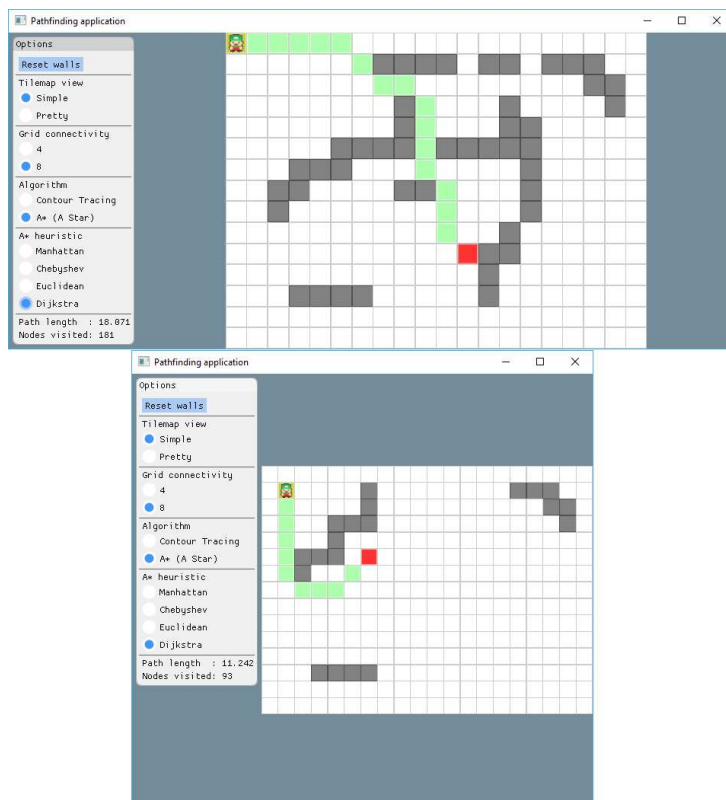 Pathfinding application
Options
Reset walls
Tilemap view
Simple
Pretty
Grid connectivity
4
8
Algorithm
Contour Tracing
A* (A Star)
A* heuristic
Manhattan
Chebyshev
Euclidean
Dijkstra
Path length : 18.071
Nodes visited: 181
Pathfinding application
Options
Reset walls
Tilemap view
Simple
Pretty
Grid connectivity
4
8
Algorithm
Contour Tracing
A* (A Star)
A* heuristic
Manhattan
Chebyshev
Euclidean
Dijkstra
Path length : 11.242
Nodes visited: 93